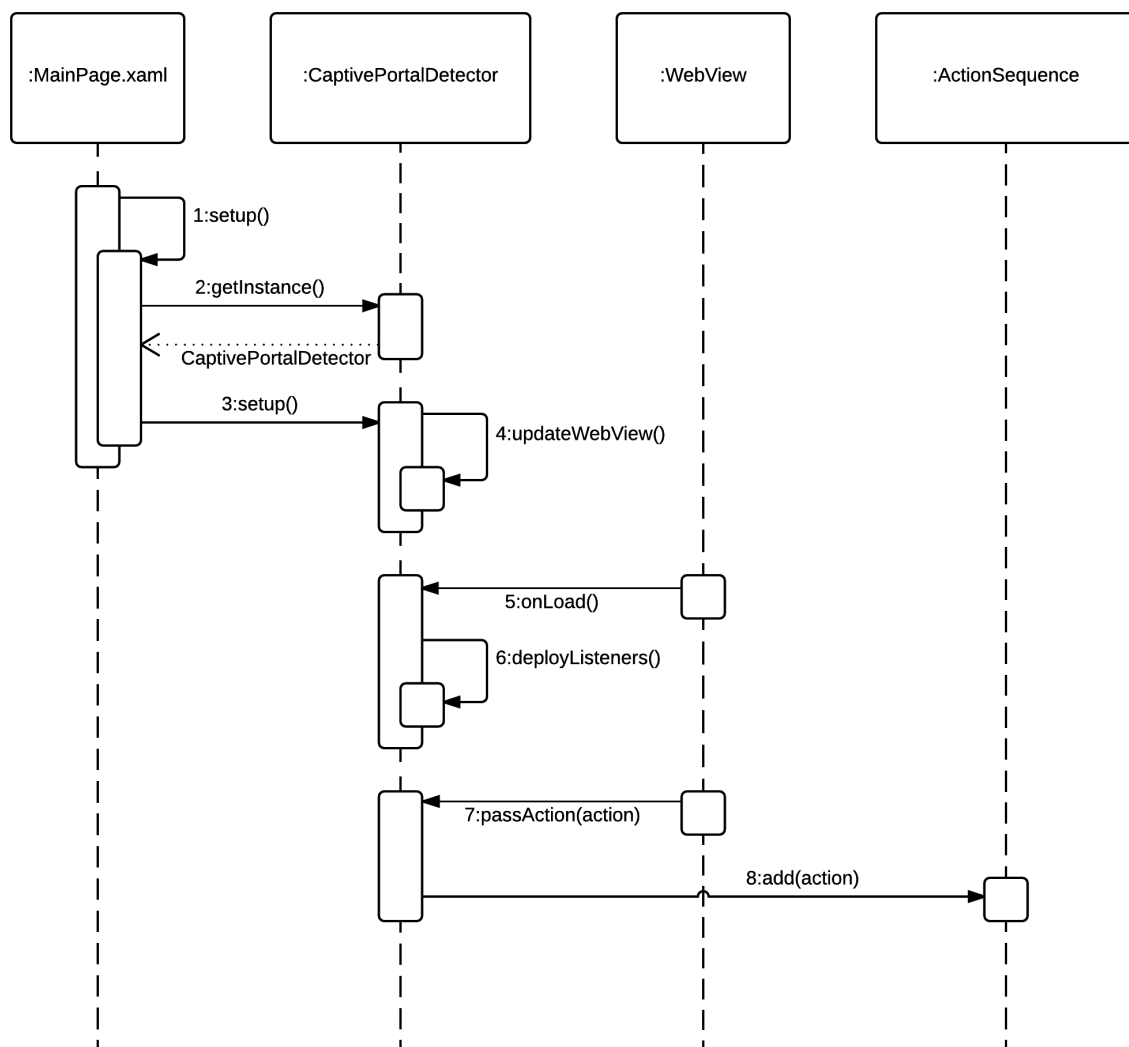 :MainPage.xaml
:CaptivePortalDetector
:WebView
:ActionSequence
1:setup()
2:getInstance()
CaptivePortalDetector
3:setup()
4:updateWebView()
5:onLoad()
6:deployListeners()
7:passAction(action)
8:add(action)